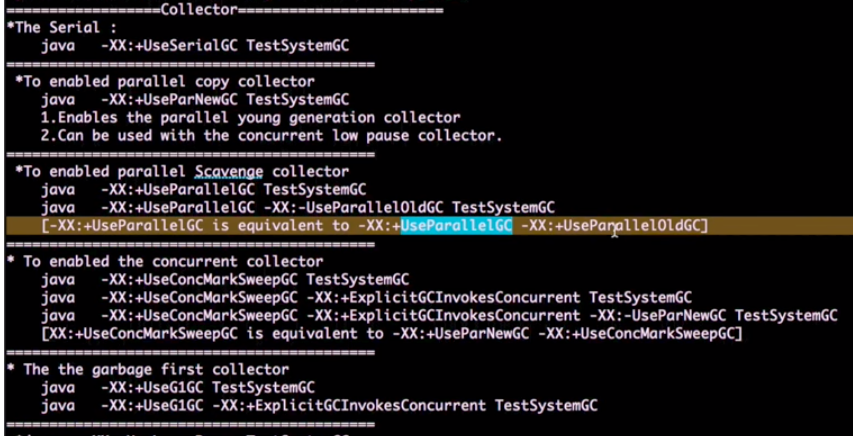 ==================Collector=========================
*The Serial :
java -XX:+UseSerialGC TestSystemGC
=============================================
*To enabled parallel copy collector
java -XX:+UseParNewGC TestSystemGC
1.Enables the parallel young generation collector
2.Can be used with the concurrent low pause collector.
=============================================
*To enabled parallel Scavenge collector
java -XX:+UseParallelGC TestSystemGC
java -XX:+UseParallelGC -XX:-UseParallelOldGC TestSystemGC
[-XX:+UseParallelGC is equivalent to -XX:+UseParallelGC -XX:+UseParallelOldGC]
=============================================
* To enabled the concurrent collector
java -XX:+UseConcMarkSweepGC TestSystemGC
java -XX:+UseConcMarkSweepGC -XX:+ExplicitGCInvokesConcurrent TestSystemGC
java -XX:+UseConcMarkSweepGC -XX:+ExplicitGCInvokesConcurrent -XX:-UseParNewGC TestSystemGC
[XX:+UseConcMarkSweepGC is equivalent to -XX:+UseParNewGC -XX:+UseConcMarkSweepGC]
=============================================
* The the garbage first collector
java -XX:+UseG1GC TestSystemGC
java -XX:+UseG1GC -XX:+ExplicitGCInvokesConcurrent TestSystemGC
=============================================